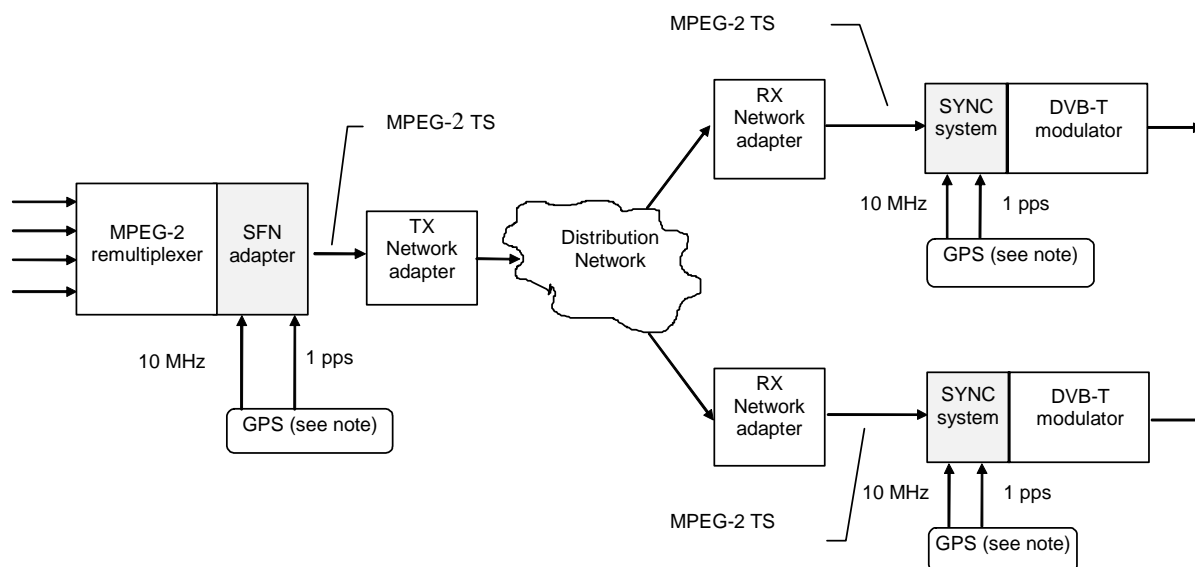 MPEG-2 TS
MPEG-2 TS
MPEG-2
remultiplexer
SFN
adapter
TX
Network
adapter
Distribution
Network
RX
Network
adapter
SYNC
system
DVB-T
modulator
10 MHz
1 pps
GPS (see note)
10 MHz
1 pps
GPS (see note)
RX
Network
adapter
SYNC
system
DVB-T
modulator
10 MHz
1 pps
GPS (see note)
MPEG-2 TS